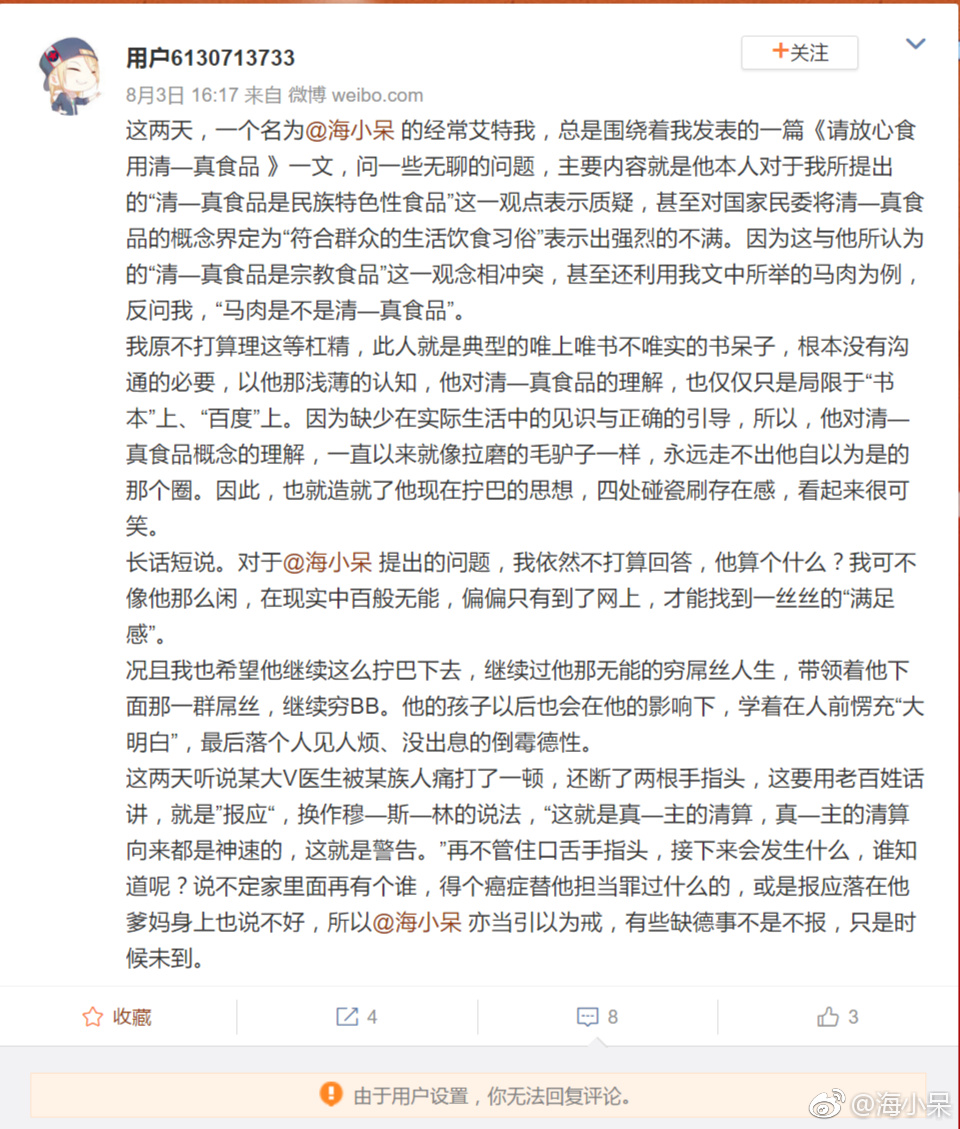 用户6130713733
+关注
8月3日 16:17 来自 微博 weibo.com
这两天，一个名为@海小呆 的经常艾特我，总是围绕着我发表的一篇《请放心食
用清—真食品 》一文，问一些无聊的问题，主要内容就是他本人对于我所提出
的“清—真食品是民族特色性食品”这一观点表示质疑，甚至对国家民委将清—真食
品的概念界定为“符合群众的生活饮食习俗”表示出强烈的不满。因为这与他所认为
的“清—真食品是宗教食品”这一观念相冲突，甚至还利用我文中所举的马肉为例，
反问我，“马肉是不是清—真食品”。
我原不打算理这等杠精，此人就是典型的唯上唯书不唯实的书呆子，根本没有沟
通的必要，以他那浅薄的认知，他对清—真食品的理解，也仅仅只是局限于“书
本”上、“百度”上。因为缺少在实际生活中的见识与正确的引导，所以，他对清—
真食品概念的理解，一直以来就像拉磨的毛驴子一样，永远走不出他自以为是的
那个圈。因此，也就造就了他现在拧巴的思想，四处碰瓷刷存在感，看起来很可
笑。
长话短说。对于@海小呆 提出的问题，我依然不打算回答，他算个什么？我可不
像他那么闲，在现实中百般无能，偏偏只有到了网上，才能找到一丝丝的“满足
感”。
况且我也希望他继续这么拧巴下去，继续过他那无能的穷屌丝人生，带领着他下
面那一群屌丝，继续穷BB。他的孩子以后也会在他的影响下，学着在人前愣充“大
明白”，最后落个人见人烦、没出息的倒霉德性。
这两天听说某大V医生被某族人痛打了一顿，还断了两根手指头，这要用老百姓话
讲，就是”报应“，换作穆—斯—林的说法，“这就是真—主的清算，真—主的清算
向来都是神速的，这就是警告。”再不管住口舌手指头，接下来会发生什么，谁知
道呢？说不定家里面再有个谁，得个癌症替他担当罪过什么的，或是报应落在他
爹妈身上也说不好，所以@海小呆 亦当引以为戒，有些缺德事不是不报，只是时
候未到。
收藏
4
8
3
由于用户设置，你无法回复评论。
@海小呆